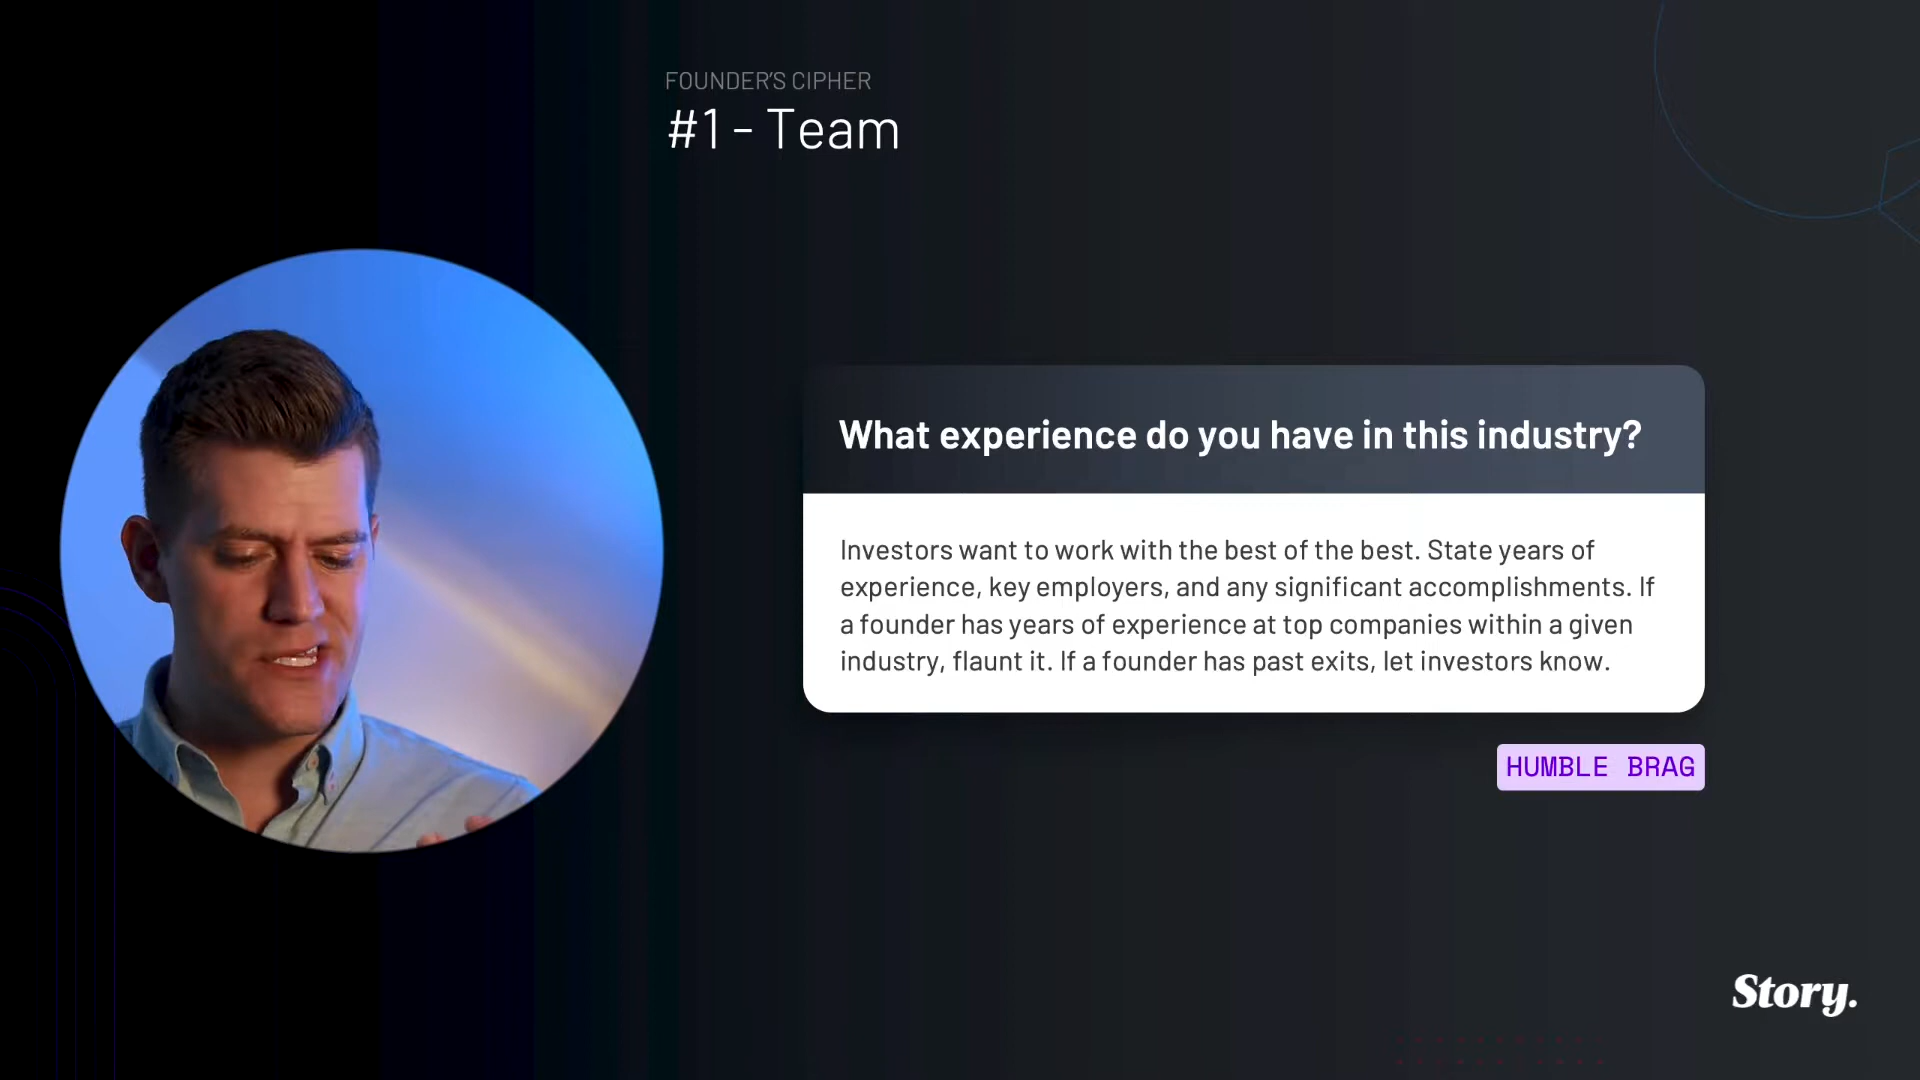 FOUNDER'S CIPHER
#1 - Team
What experience do you have in this industry?
Investors want to work with the best of the best. State years of
experience, key employers, and any significant accomplishments. If
a founder has years of experience at top companies within a given
industry, flaunt it. If a founder has past exits, let investors know.
HUMBLE BRAG
Story.